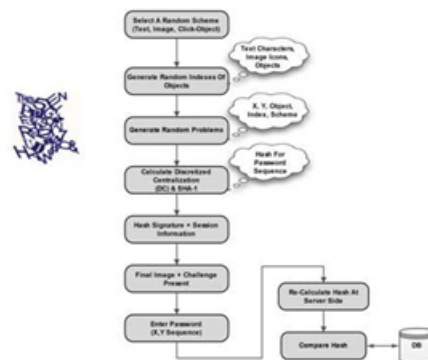 Select A Random Scheme
(Text, Image, Click-Object)
Text Characters,
Image Icons,
Objects
Generate Random Indexes Of
Objects
X, Y, Object,
Index, Scheme
Generate Random Problems
Hash For
Password
Sequence
Calculate Discretized
Centralization
(DC) & SHA-1
Hash Signature + Session
Information
Final Image + Challenge
Present
Enter Password
(X,Y Sequence)
Re-Calculate Hash At
Server Side
Compare Hash
DB